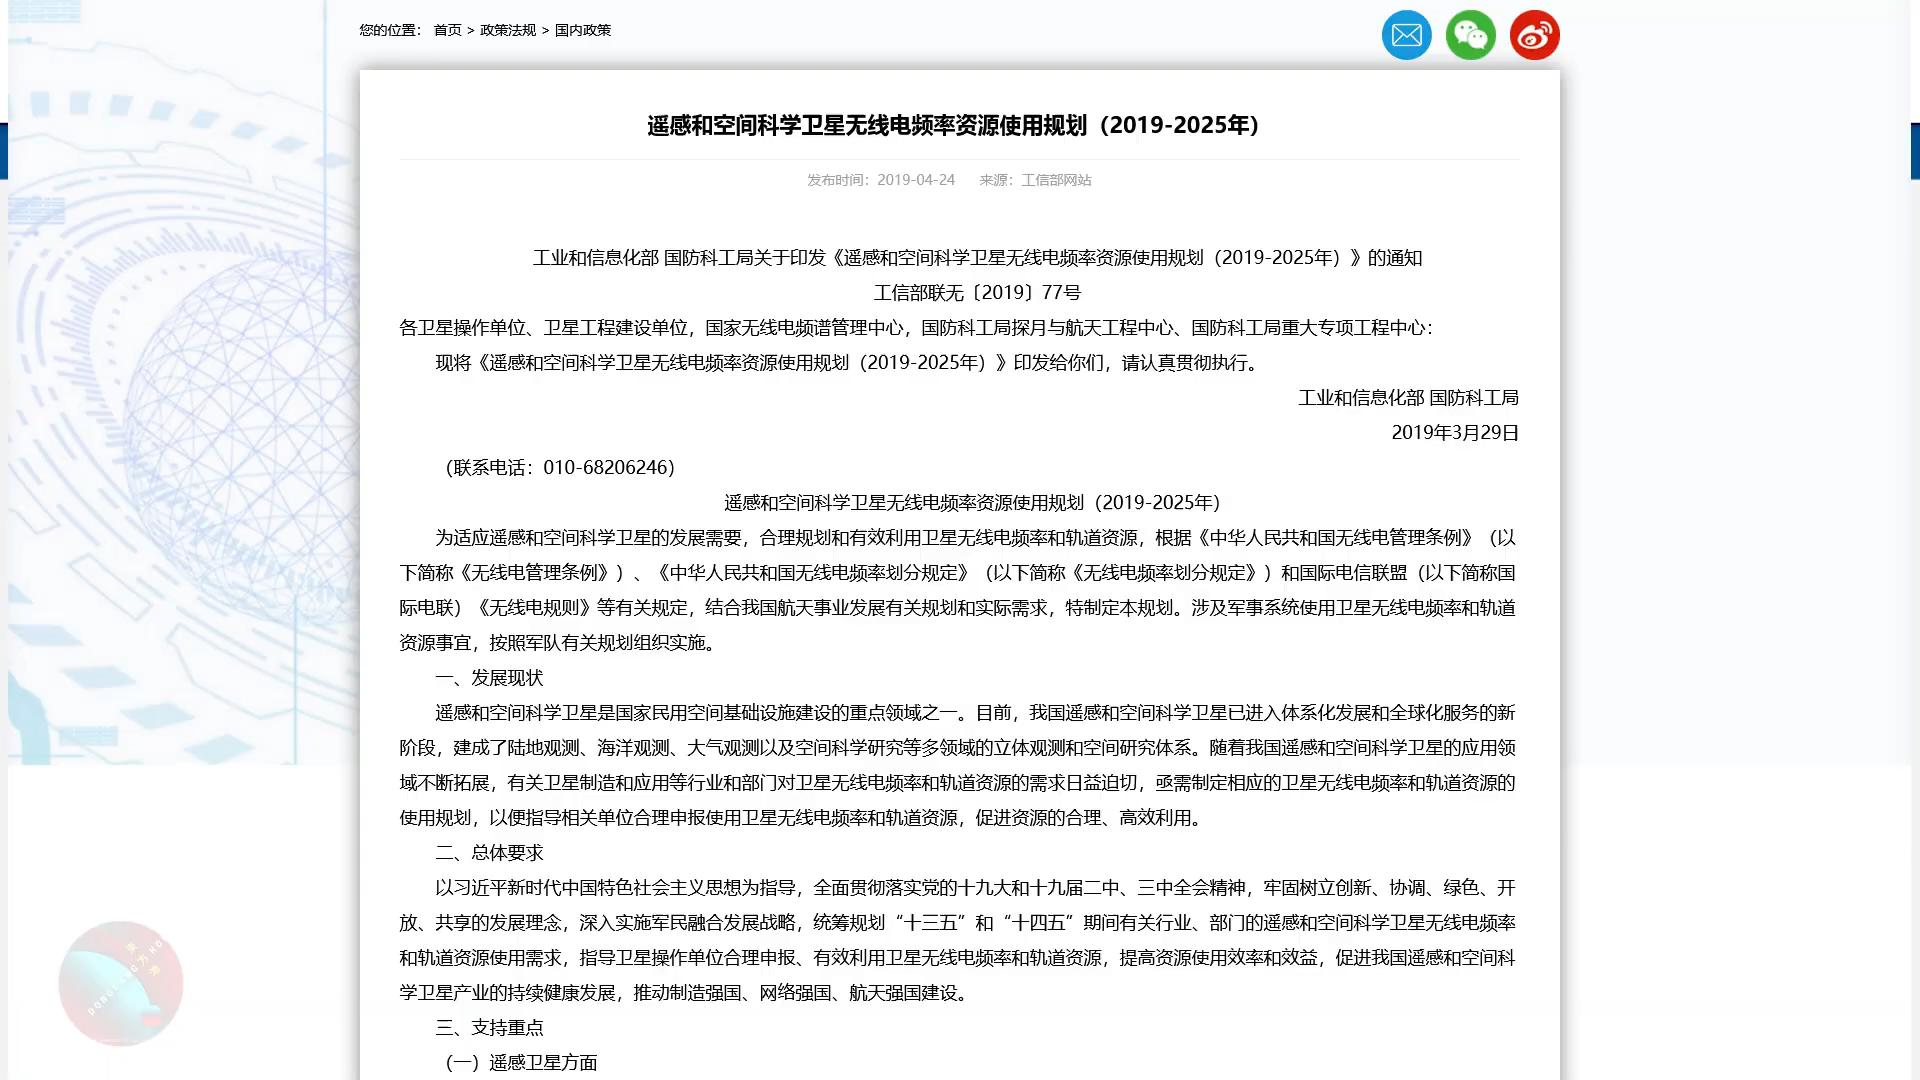 您的位置： 首页 > 政策法规 > 国内政策
遥感和空间科学卫星无线电频率资源使用规划（2019-2025年）
发布时间：2019-04-24 来源：工信部网站
工业和信息化部 国防科工局关于印发《遥感和空间科学卫星无线电频率资源使用规划（2019-2025年）》的通知
工信部联无〔2019〕77号
各卫星操作单位、卫星工程建设单位，国家无线电频谱管理中心，国防科工局探月与航天工程中心、国防科工局重大专项工程中心：
现将《遥感和空间科学卫星无线电频率资源使用规划（2019-2025年）》印发给你们，请认真贯彻执行。
工业和信息化部 国防科工局
2019年3月29日
（联系电话：010-68206246）
遥感和空间科学卫星无线电频率资源使用规划（2019-2025年）
为适应遥感和空间科学卫星的发展需要，合理规划和有效利用卫星无线电频率和轨道资源，根据《中华人民共和国无线电管理条例》（以
下简称《无线电管理条例》）、《中华人民共和国无线电频率划分规定》（以下简称《无线电频率划分规定》）和国际电信联盟（以下简称国
际电联）《无线电规则》等有关规定，结合我国航天事业发展有关规划和实际需求，特制定本规划。涉及军事系统使用卫星无线电频率和轨道
资源事宜，按照军队有关规划组织实施。
一、发展现状
遥感和空间科学卫星是国家民用空间基础设施建设的重点领域之一。目前，我国遥感和空间科学卫星已进入体系化发展和全球化服务的新
阶段，建成了陆地观测、海洋观测、大气观测以及空间科学研究等多领域的立体观测和空间研究体系。随着我国遥感和空间科学卫星的应用领
域不断拓展，有关卫星制造和应用等行业和部门对卫星无线电频率和轨道资源的需求日益迫切，亟需制定相应的卫星无线电频率和轨道资源的
使用规划，以便指导相关单位合理申报使用卫星无线电频率和轨道资源，促进资源的合理、高效利用。
二、总体要求
以习近平新时代中国特色社会主义思想为指导，全面贯彻落实党的十九大和十九届二中、三中全会精神，牢固树立创新、协调、绿色、开
放、共享的发展理念，深入实施军民融合发展战略，统筹规划“十三五”和“十四五”期间有关行业、部门的遥感和空间科学卫星无线电频率
和轨道资源使用需求，指导卫星操作单位合理申报、有效利用卫星无线电频率和轨道资源，提高资源使用效率和效益，促进我国遥感和空间科
学卫星产业的持续健康发展，推动制造强国、网络强国、航天强国建设。
三、支持重点
（一）遥感卫星方面